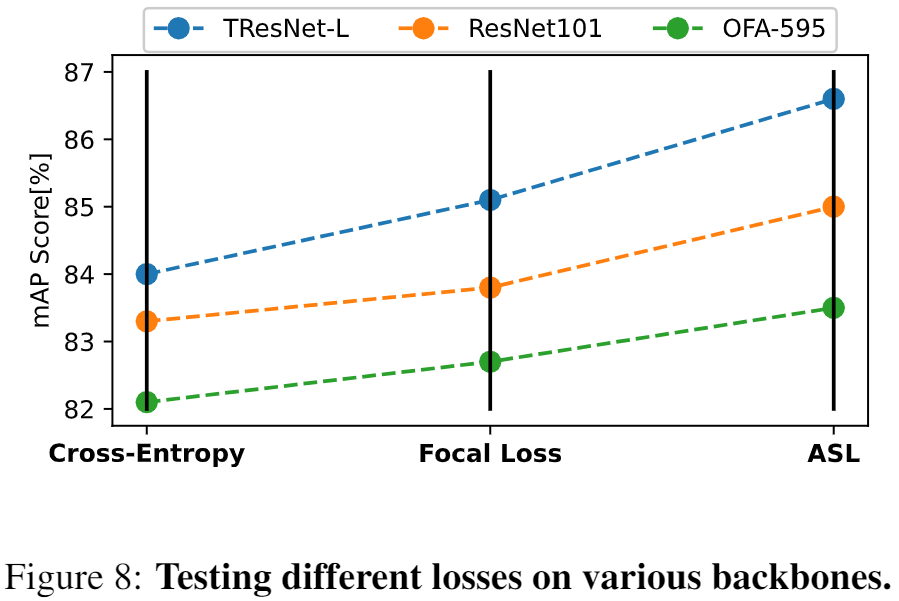 TResNet-L ResNet101 OFA-595
87
86
85
84
83
82
mAP Score[%]
Cross-Entropy Focal Loss ASL
Figure 8: Testing different losses on various backbones.